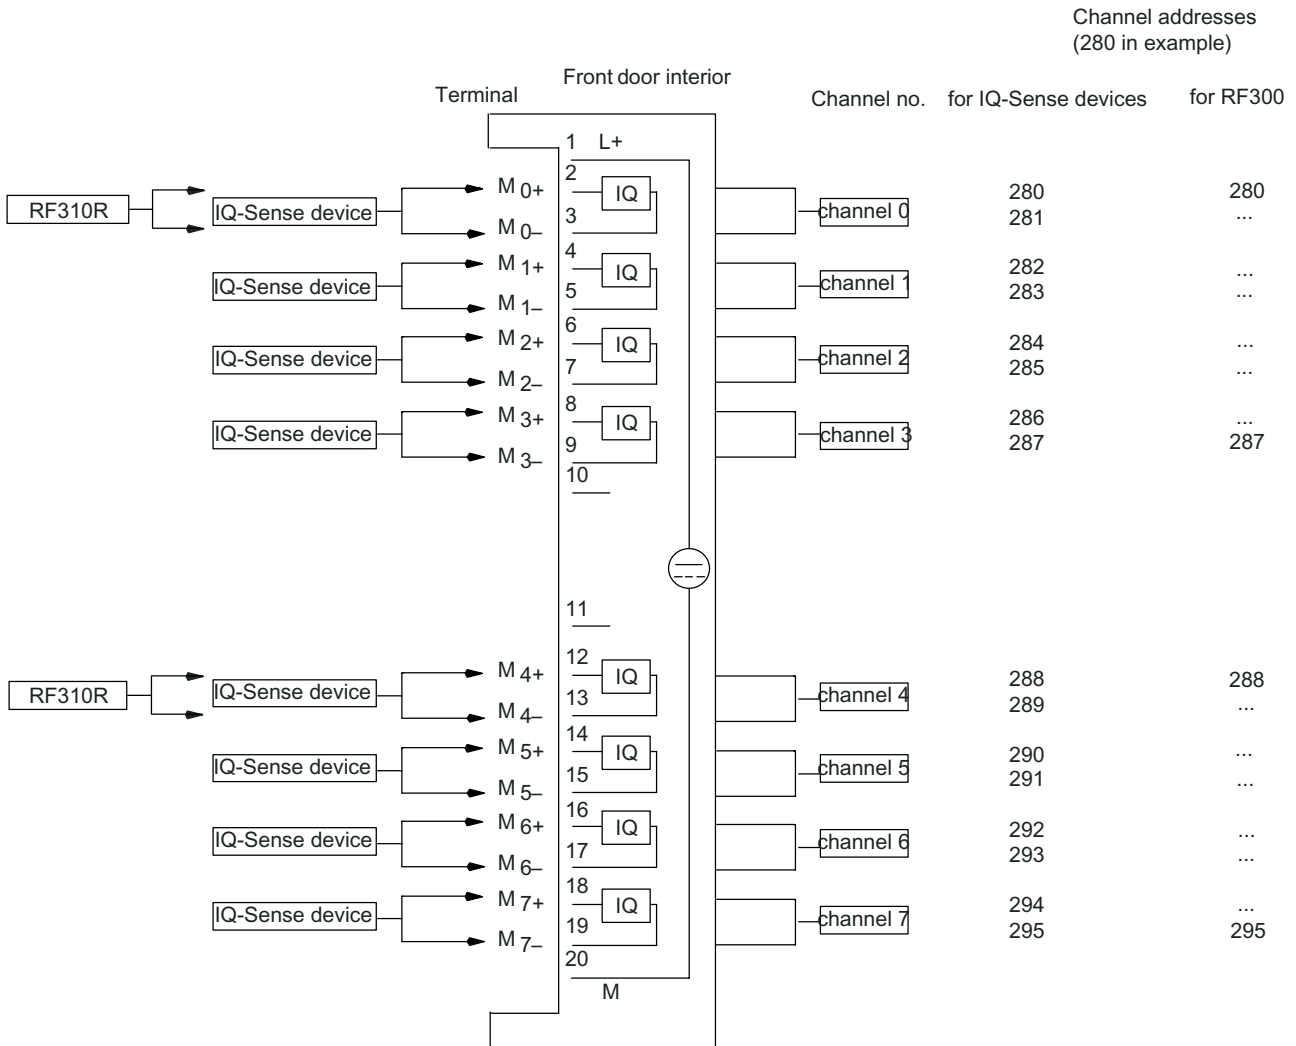 Channel addresses
(280 in example)
Front door interior
Terminal
Channel no. for IQ-Sense devices for RF300
1 L+
RF310R IQ-Sense device M 0+ 2 IQ channel 0 280 280
M 0– 3 281 ...
IQ-Sense device M 1+ 4 IQ channel 1 282 ...
M 1– 5 283 ...
IQ-Sense device M 2+ 6 IQ channel 2 284 ...
M 2– 7 285 ...
IQ-Sense device M 3+ 8 IQ channel 3 286 ...
M 3– 9 287 287
10
11
RF310R IQ-Sense device M 4+ 12 IQ channel 4 288 288
M 4– 13 289 ...
IQ-Sense device M 5+ 14 IQ channel 5 290 ...
M 5– 15 291 ...
IQ-Sense device M 6+ 16 IQ channel 6 292 ...
M 6– 17 293 ...
IQ-Sense device M 7+ 18 IQ channel 7 294 ...
M 7– 19 295 295
20
M